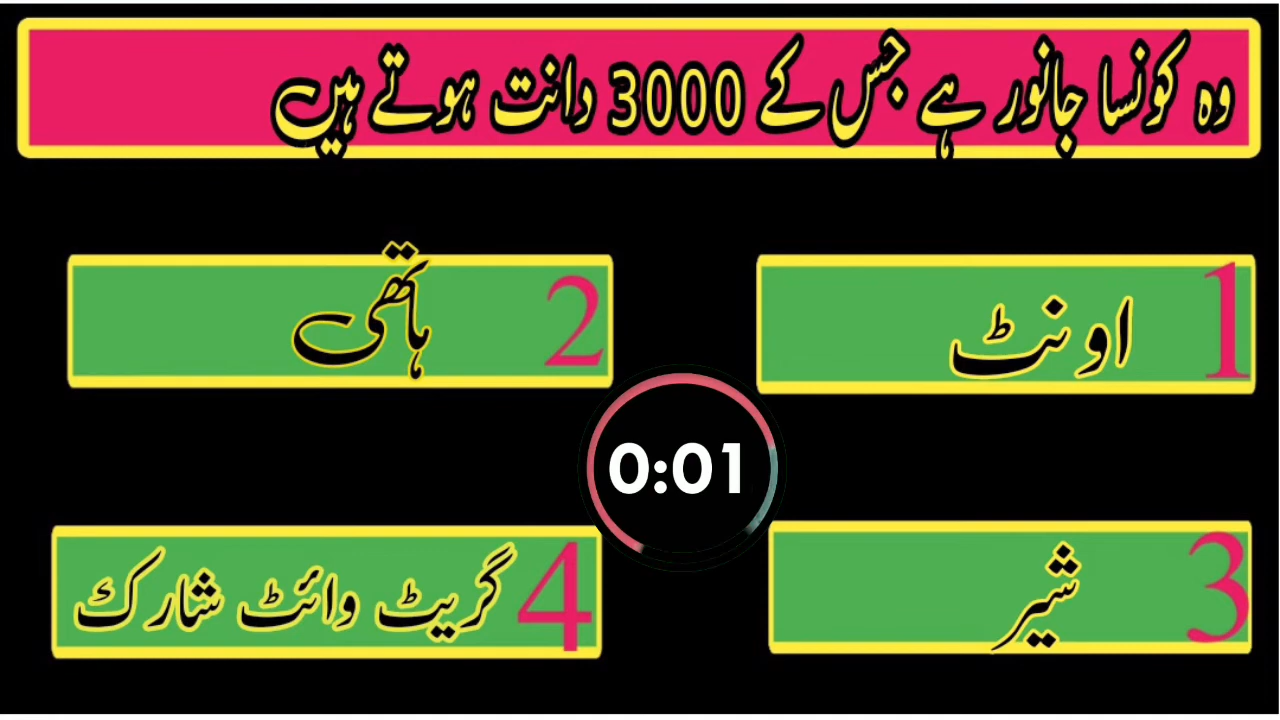 وہ کونسا جانور ہے جس کے 3000 دانت ہوتے ہیں
1 اونٹ
2 ہاتھی
0:01
3 شیر
4 گریٹ وائٹ شارک